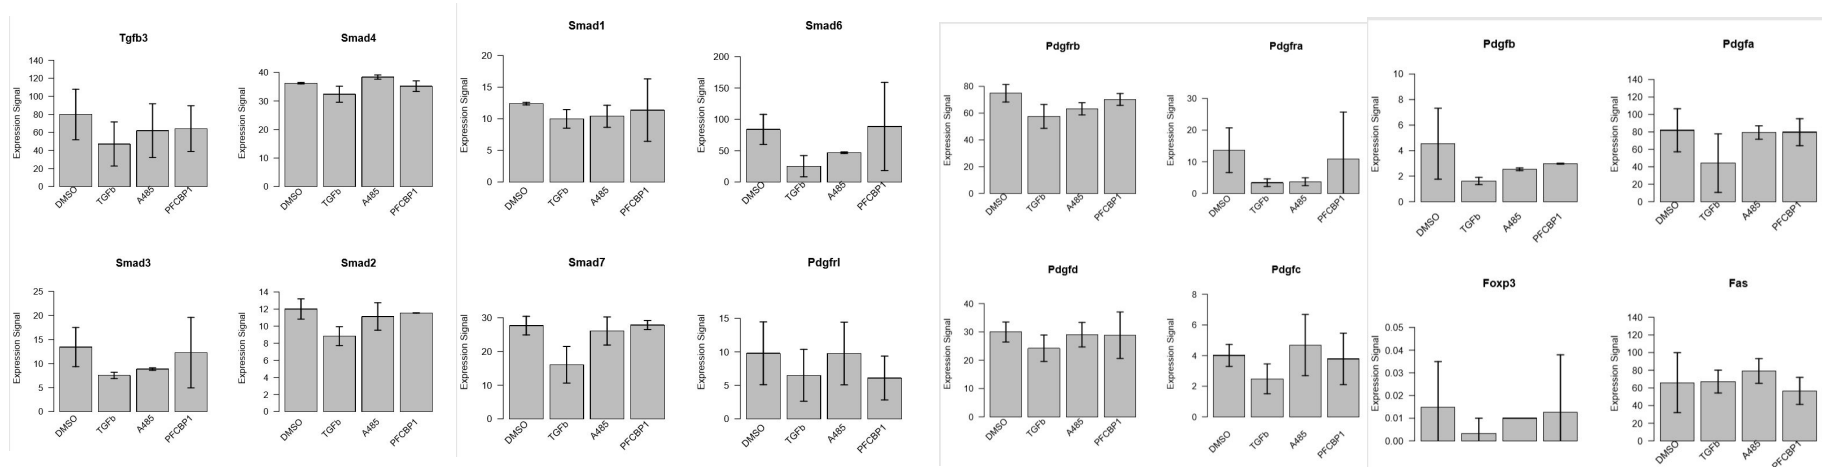 Tgfb3
Expression Signal
140
120
100
80
60
40
20
0
DMSO TGFb A485 PFCBP1
Smad4
Expression Signal
40
30
20
10
0
DMSO TGFb A485 PFCBP1
Smad1
Expression Signal
20
15
10
5
0
DMSO TGFb A485 PFCBP1
Smad6
Expression Signal
200
150
100
50
0
DMSO TGFb A485 PFCBP1
Pdgfrb
Expression Signal
80
60
40
20
0
DMSO TGFb A485 PFCBP1
Pdgfra
Expression Signal
30
20
10
0
DMSO TGFb A485 PFCBP1
Pdgfb
Expression Signal
10
8
6
4
2
0
DMSO TGFb A485 PFCBP1
Pdgfa
Expression Signal
140
120
100
80
60
40
20
0
DMSO TGFb A485 PFCBP1
Smad3
Expression Signal
25
20
15
10
5
0
DMSO TGFb A485 PFCBP1
Smad2
Expression Signal
14
12
10
8
6
4
2
0
DMSO TGFb A485 PFCBP1
Smad7
Expression Signal
30
20
10
0
DMSO TGFb A485 PFCBP1
Pdgfrl
Expression Signal
15
10
5
0
DMSO TGFb A485 PFCBP1
Pdgfd
Expression Signal
40
30
20
10
0
DMSO TGFb A485 PFCBP1
Pdgfc
Expression Signal
8
6
4
2
0
DMSO TGFb A485 PFCBP1
Foxp3
Expression Signal
0.05
0.04
0.03
0.02
0.01
0.00
DMSO TGFb A485 PFCBP1
Fas
Expression Signal
140
120
100
80
60
40
20
0
DMSO TGFb A485 PFCBP1